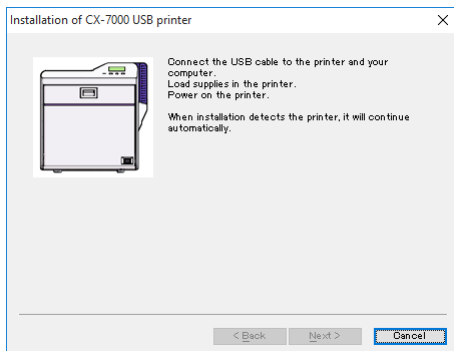 Installation of CX-7000 USB printer
Connect the USB cable to the printer and your
computer.
Load supplies in the printer.
Power on the printer.
When installation detects the printer, it will continue
automatically.
< Back
Next >
Cancel